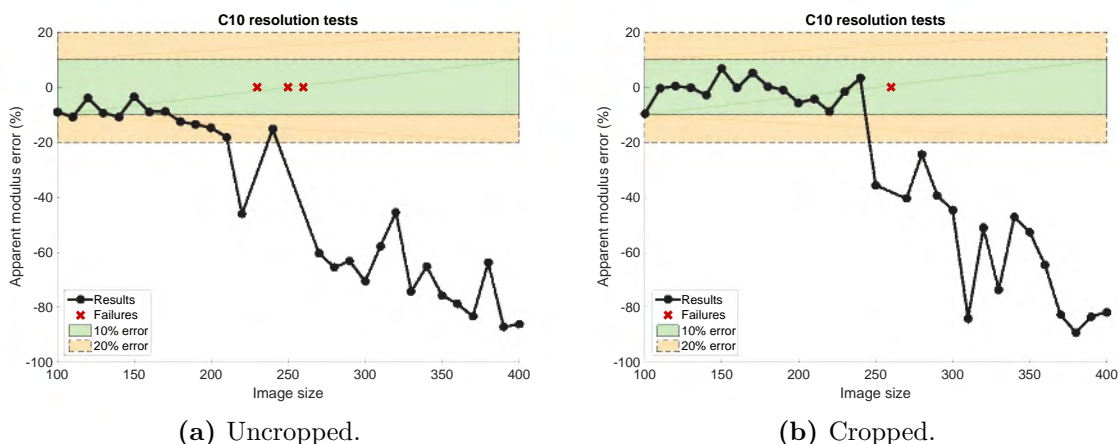 C10 resolution tests
20
0
-20
-40
-60
-80
-100
Apparent modulus error (%)
Results
Failures
10% error
20% error
100 150 200 250 300 350 400
Image size
(a) Uncropped.
C10 resolution tests
20
0
-20
-40
-60
-80
-100
Apparent modulus error (%)
Results
Failures
10% error
20% error
100 150 200 250 300 350 400
Image size
(b) Cropped.